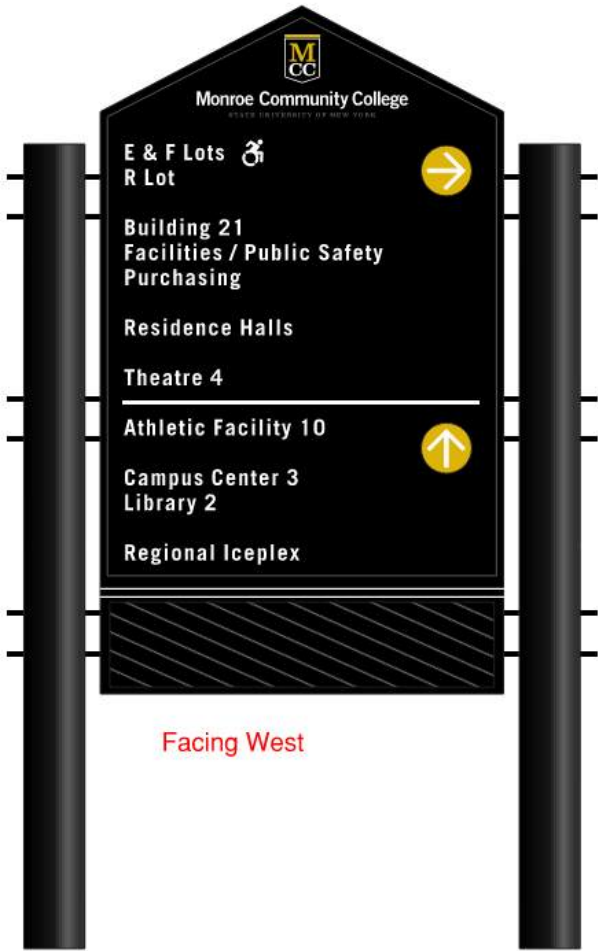 M
CC
Monroe Community College
STATE UNIVERSITY OF NEW YORK
E & F Lots
R Lot
Building 21
Facilities / Public Safety
Purchasing
Residence Halls
Theatre 4
Athletic Facility 10
Campus Center 3
Library 2
Regional Iceplex
Facing West